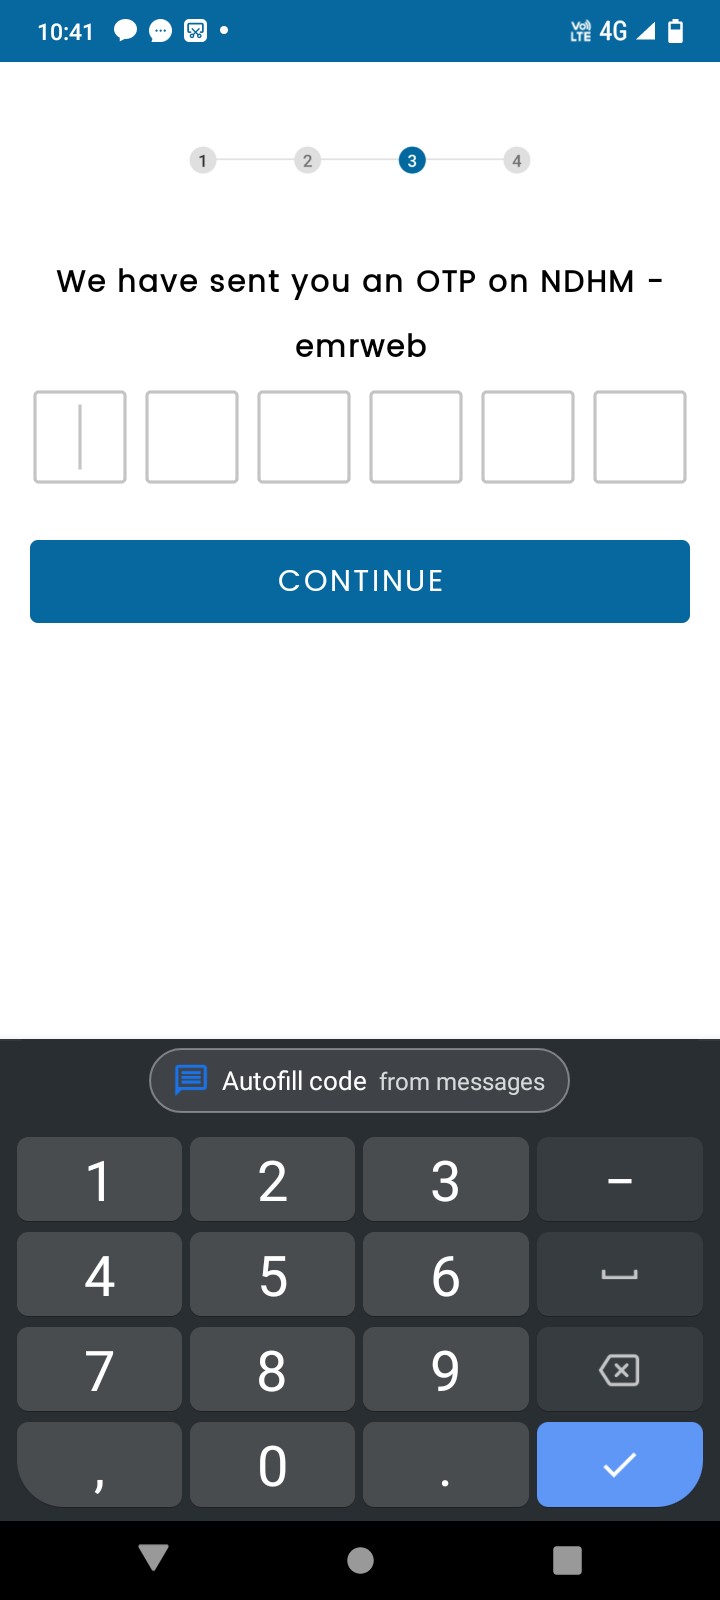 10:41
Vo)) LTE 4G
1 2 3 4
We have sent you an OTP on NDHM -
emrweb
CONTINUE
Autofill code from messages
1 2 3 -
4 5 6
7 8 9
, 0 .